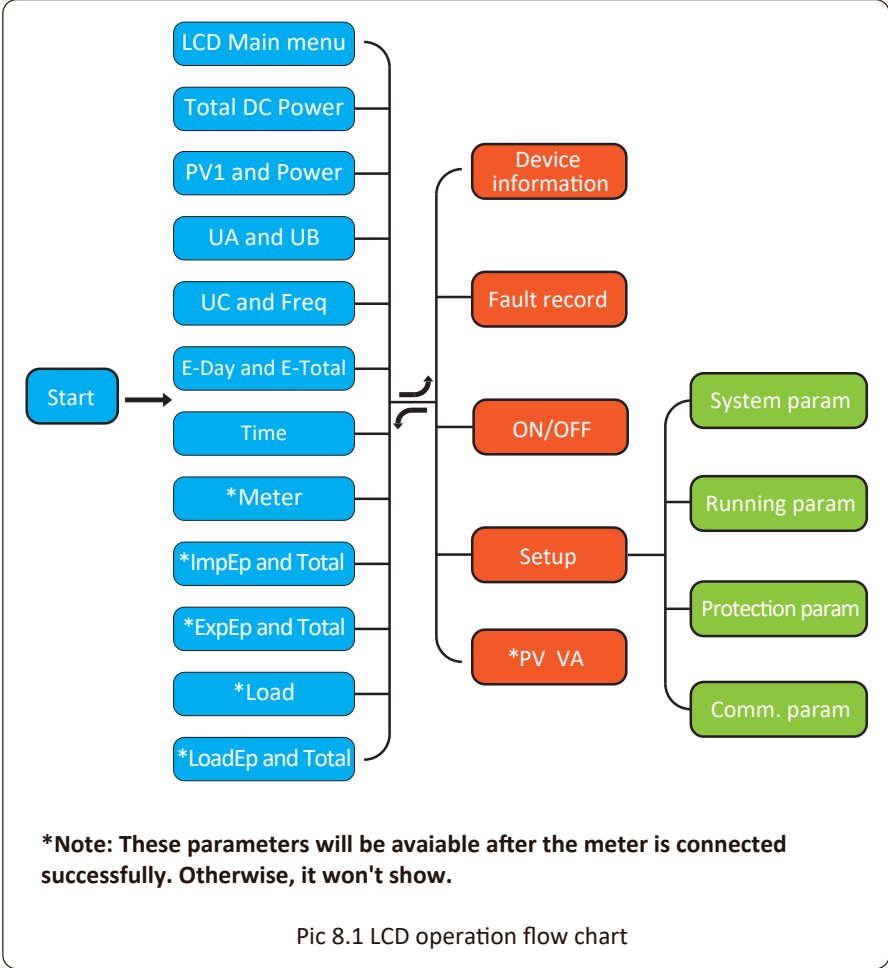 LCD Main menu
Total DC Power
PV1 and Power
UA and UB
UC and Freq
E-Day and E-Total
Start
Time
*Meter
*ImpEp and Total
*ExpEp and Total
*Load
*LoadEp and Total
Device
information
Fault record
ON/OFF
Setup
*PV VA
System param
Running param
Protection param
Comm. param
*Note: These parameters will be avaiable after the meter is connected
successfully. Otherwise, it won't show.
Pic 8.1 LCD operation flow chart